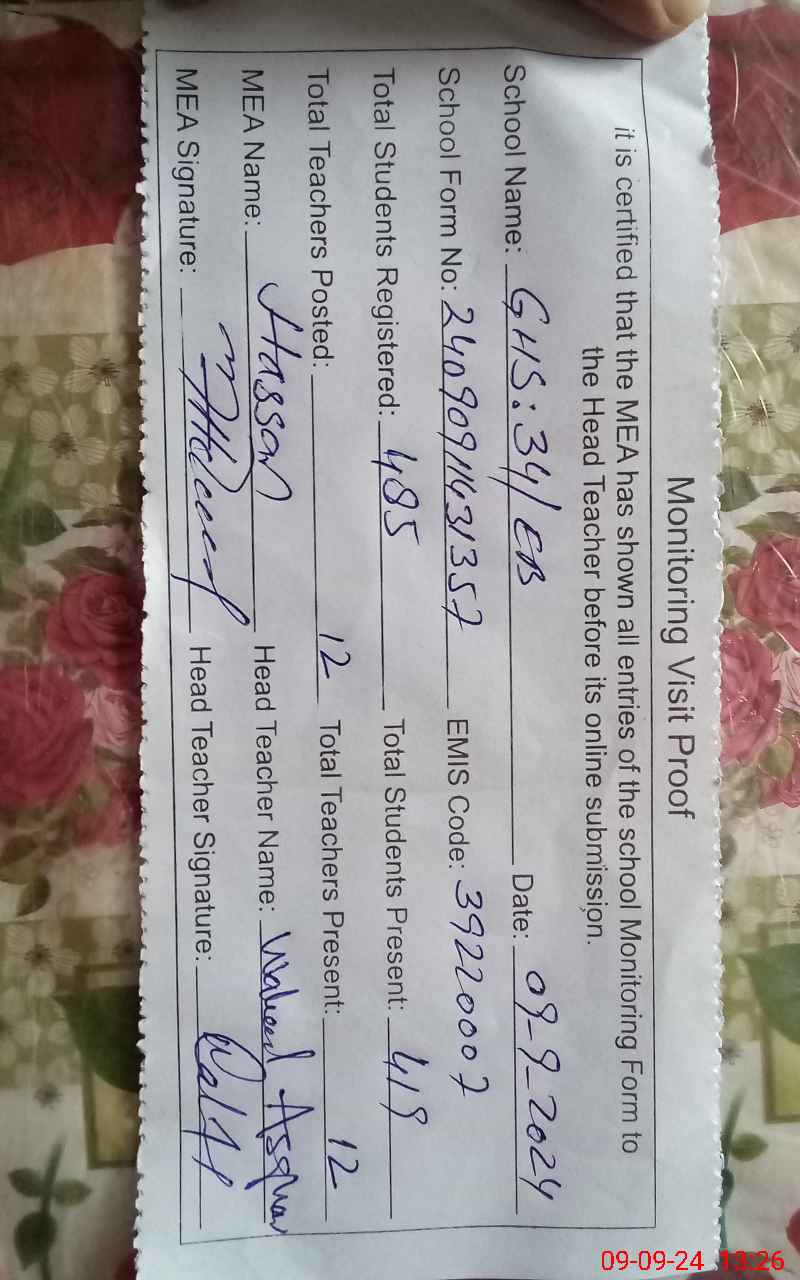 Monitoring Visit Proof
it is certified that the MEA has shown all entries of the school Monitoring Form to
the Head Teacher before its online submission.
School Name: GHS: 34/EB Date: 09-9-2024
School Form No: 24090911431357 EMIS Code: 39220007
Total Students Registered: 485 Total Students Present: 419
Total Teachers Posted: 12 Total Teachers Present: 12
MEA Name: Hassan Head Teacher Name: Waheed Asghar
MEA Signature: Head Teacher Signature:
09-09-24 13:26